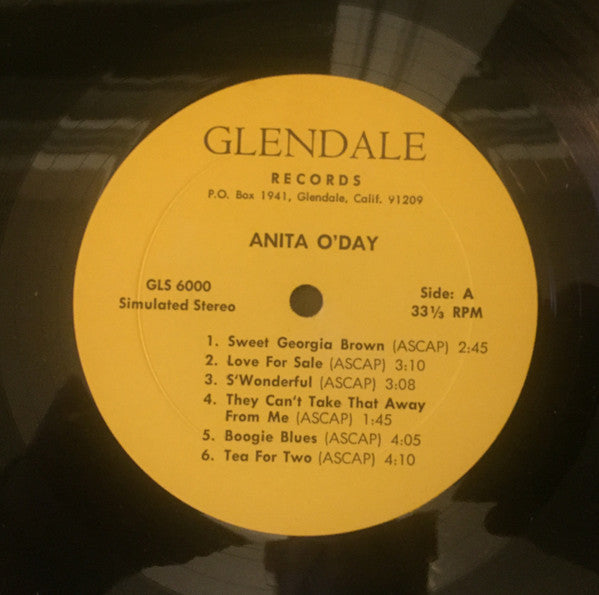 GLENDALE
RECORDS
P.O. Box 1941, Glendale, Calif. 91209
ANITA O'DAY
GLS 6000
Simulated Stereo
Side: A
33⅓ RPM
1. Sweet Georgia Brown (ASCAP) 2:45
2. Love For Sale (ASCAP) 3:10
3. S'Wonderful (ASCAP) 3:08
4. They Can't Take That Away
From Me (ASCAP) 1:45
5. Boogie Blues (ASCAP) 4:05
6. Tea For Two (ASCAP) 4:10